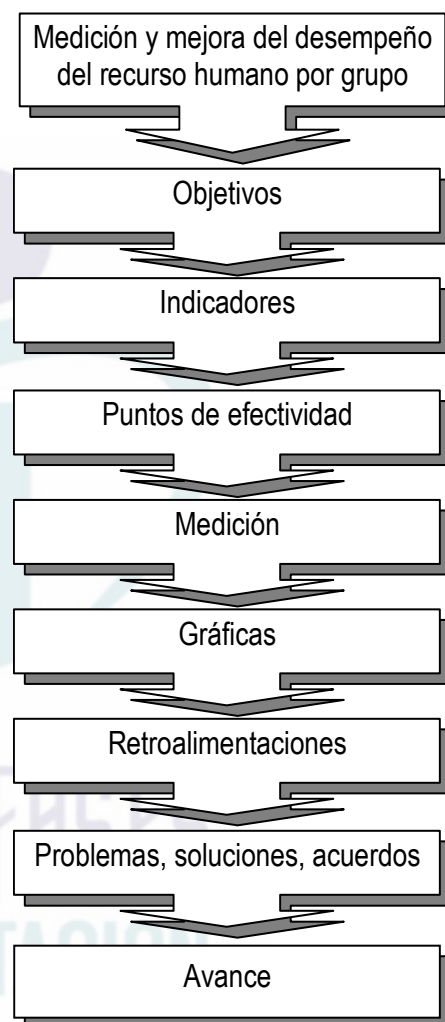 Medición y mejora del desempeño
del recurso humano por grupo
Objetivos
Indicadores
Puntos de efectividad
Medición
Gráficas
Retroalimentaciones
Problemas, soluciones, acuerdos
Avance